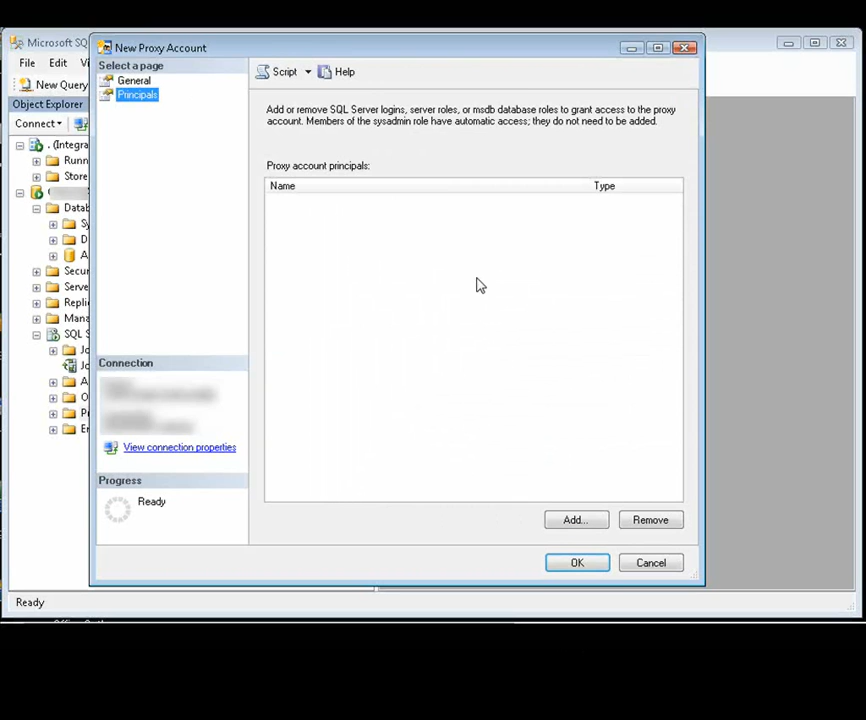 Microsoft SQ
New Proxy Account
File Edit Vi
New Query
Object Explorer
Connect
. (Integra
Runn
Store
Datab
Sy
D
A
Secu
Serve
Replic
Mana
SQL S
Jo
Jo
A
O
Pr
Er
Select a page
General
Principals
Script Help
Add or remove SQL Server logins, server roles, or msdb database roles to grant access to the proxy
account. Members of the sysadmin role have automatic access; they do not need to be added.
Proxy account principals:
Name Type
Connection
View connection properties
Progress
Ready
Add... Remove
OK Cancel
Ready